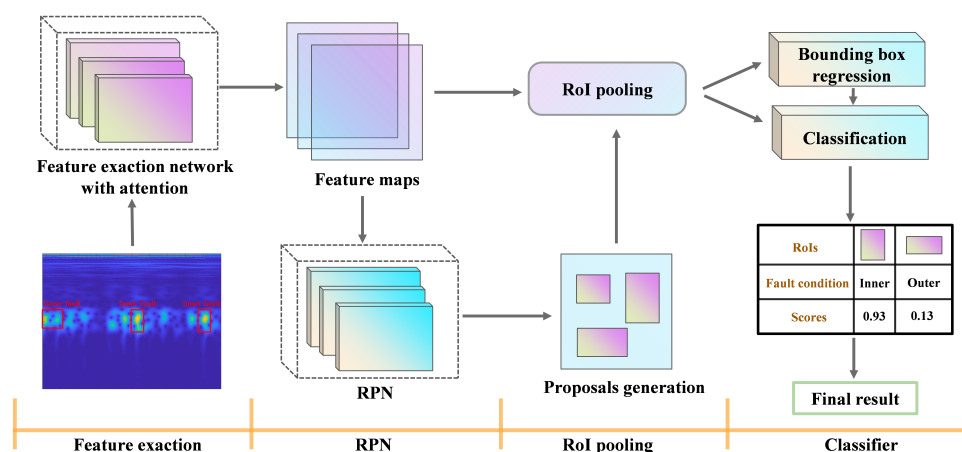 Feature exaction network
with attention
Feature maps
RoI pooling
Bounding box
regression
Classification
RPN
Proposals generation
RoIs
Fault condition Inner Outer
Scores 0.93 0.13
Final result
Feature exaction RPN RoI pooling Classifier